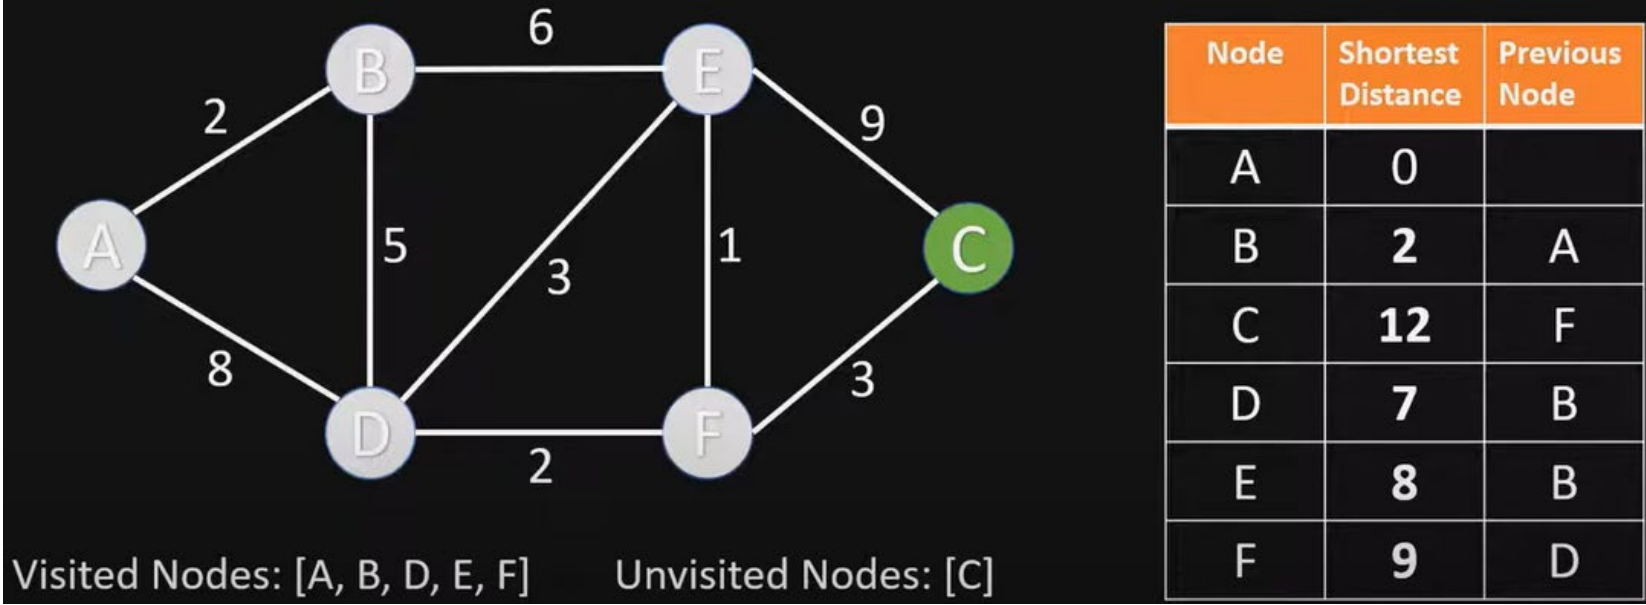 6
B
E
2
9
A
5
3
1
C
8
3
D
F
2
Visited Nodes: [A, B, D, E, F]
Unvisited Nodes: [C]
Node Shortest Distance Previous Node
A 0
B 2 A
C 12 F
D 7 B
E 8 B
F 9 D